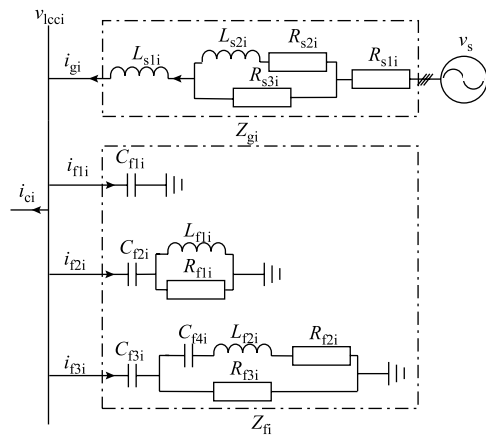 v_lcci
i_gi
L_s1i
L_s2i
R_s2i
R_s3i
R_s1i
v_s
Z_gi
i_f1i
C_f1i
i_ci
i_f2i
C_f2i
L_f1i
R_f1i
i_f3i
C_f3i
C_f4i
L_f2i
R_f2i
R_f3i
Z_fi